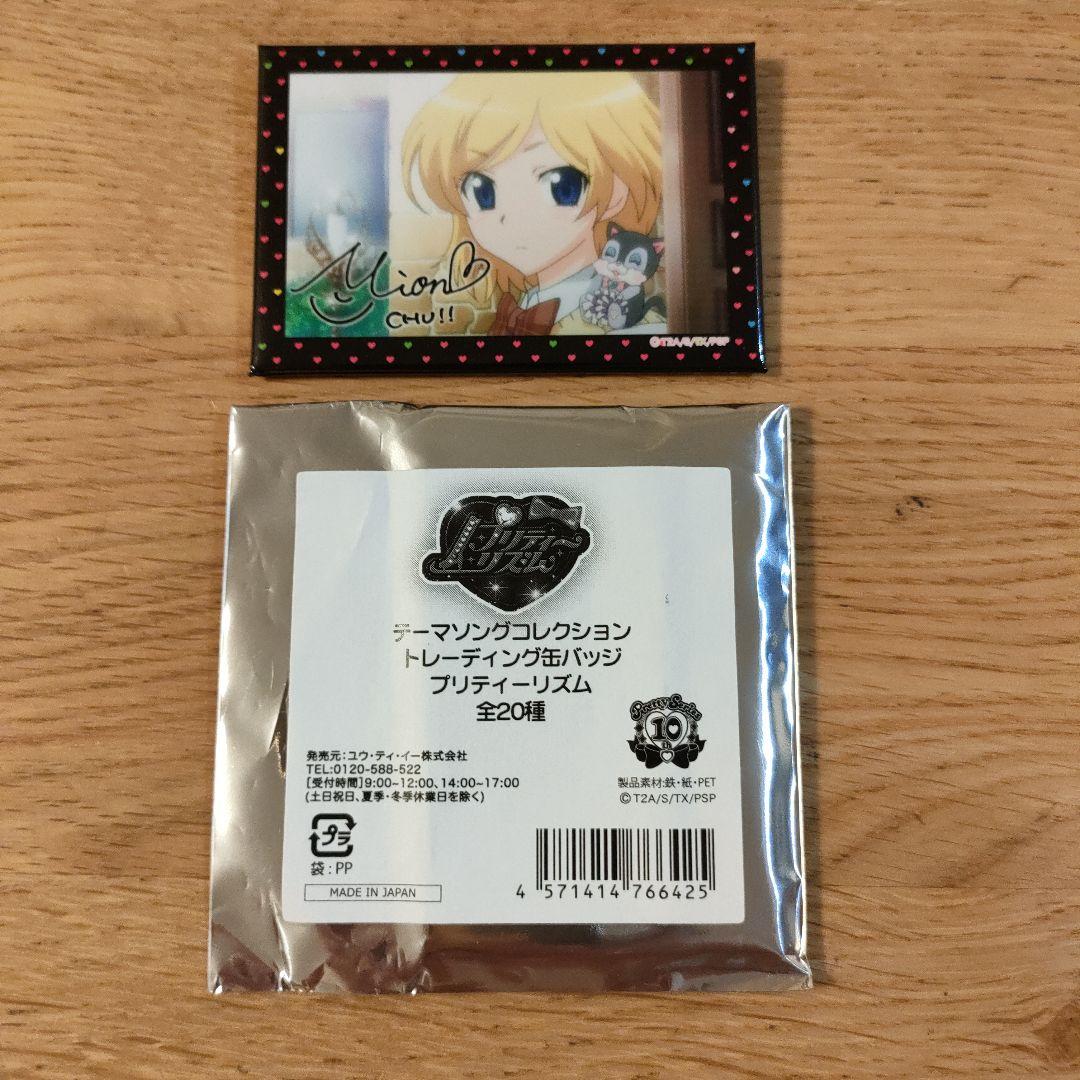 Mion
CHU!!
©T2A/S/TX/PSP
プリティー
リズム
テーマソングコレクション
トレーディング缶バッジ
プリティーリズム
全20種
Pretty Series
10
th
発売元:ユウ・ティ・イー株式会社
TEL:0120-588-522
[受付時間]9:00~12:00、14:00~17:00
(土日祝日、夏季・冬季休業日を除く)
製品素材:鉄・紙・PET
©T2A/S/TX/PSP
プラ
袋:PP
MADE IN JAPAN
4 571414 766425